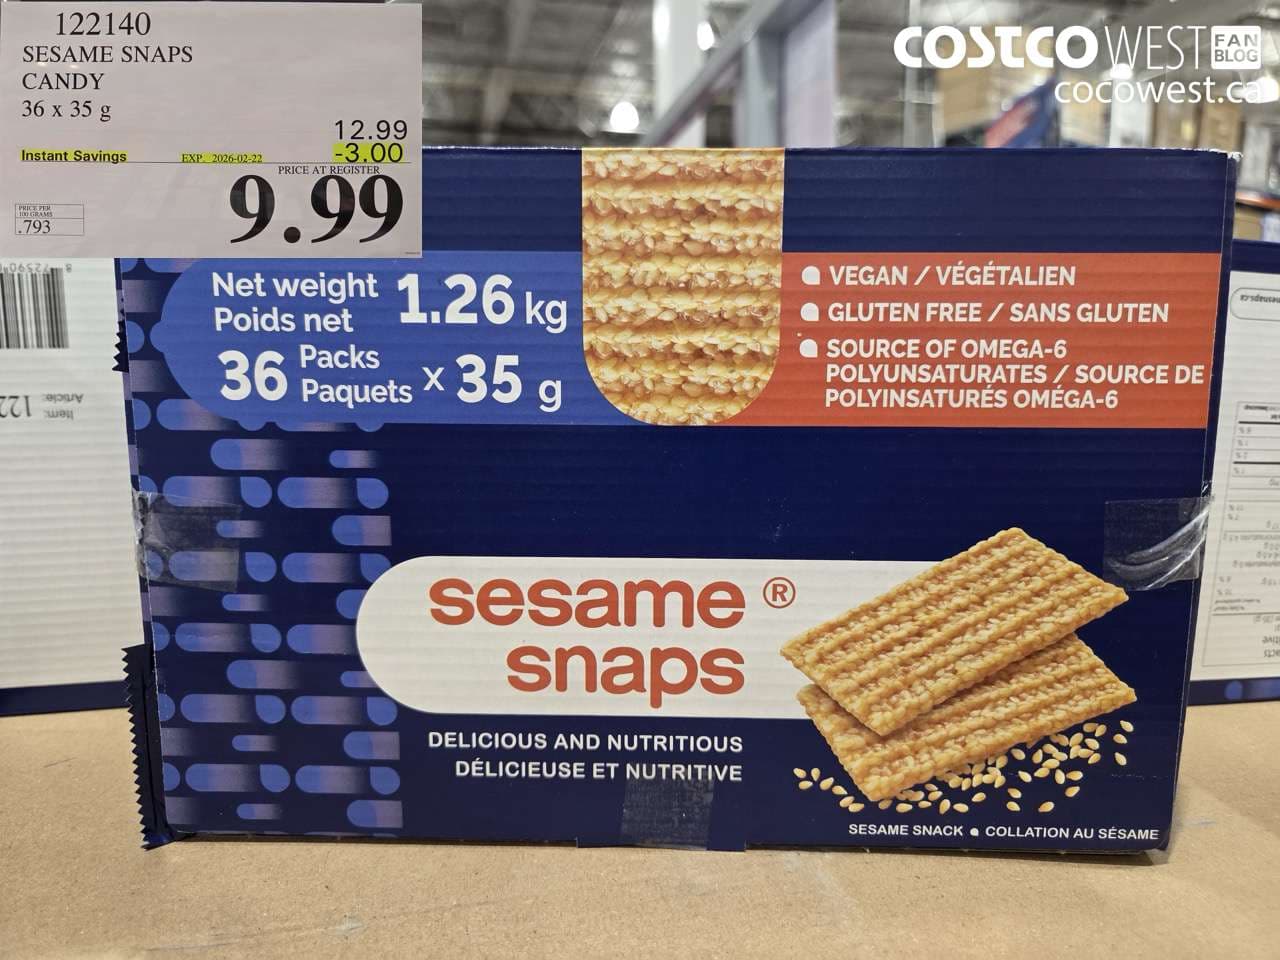 122140
SESAME SNAPS
CANDY
36 x 35 g
12.99
Instant Savings EXP. 2026-02-22 -3.00
PRICE AT REGISTER
9.99
PRICE PER
100 GRAMS
.793
COSTCO WEST FAN BLOG
cocowest.ca
Net weight
Poids net
1.26 kg
36 Packs
Paquets x 35 g
VEGAN / VÉGÉTALIEN
GLUTEN FREE / SANS GLUTEN
SOURCE OF OMEGA-6
POLYUNSATURATES / SOURCE DE
POLYINSATURÉS OMÉGA-6
sesame ®
snaps
DELICIOUS AND NUTRITIOUS
DÉLICIEUSE ET NUTRITIVE
SESAME SNACK • COLLATION AU SÉSAME
Item:
Article: 122